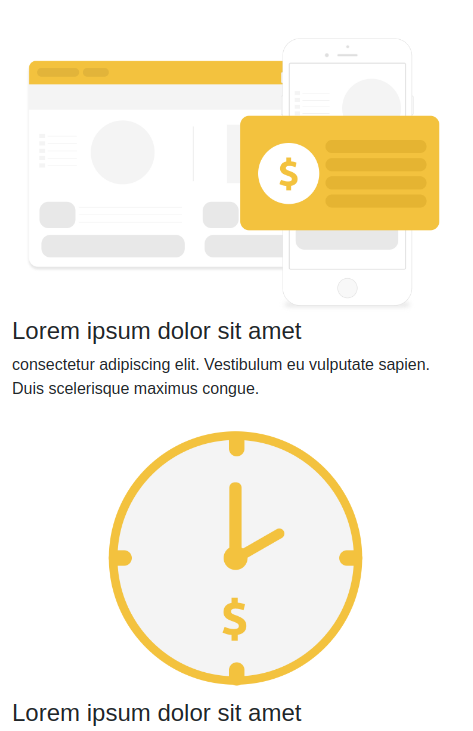 $
Lorem ipsum dolor sit amet
consectetur adipiscing elit. Vestibulum eu vulputate sapien.
Duis scelerisque maximus congue.
$
Lorem ipsum dolor sit amet